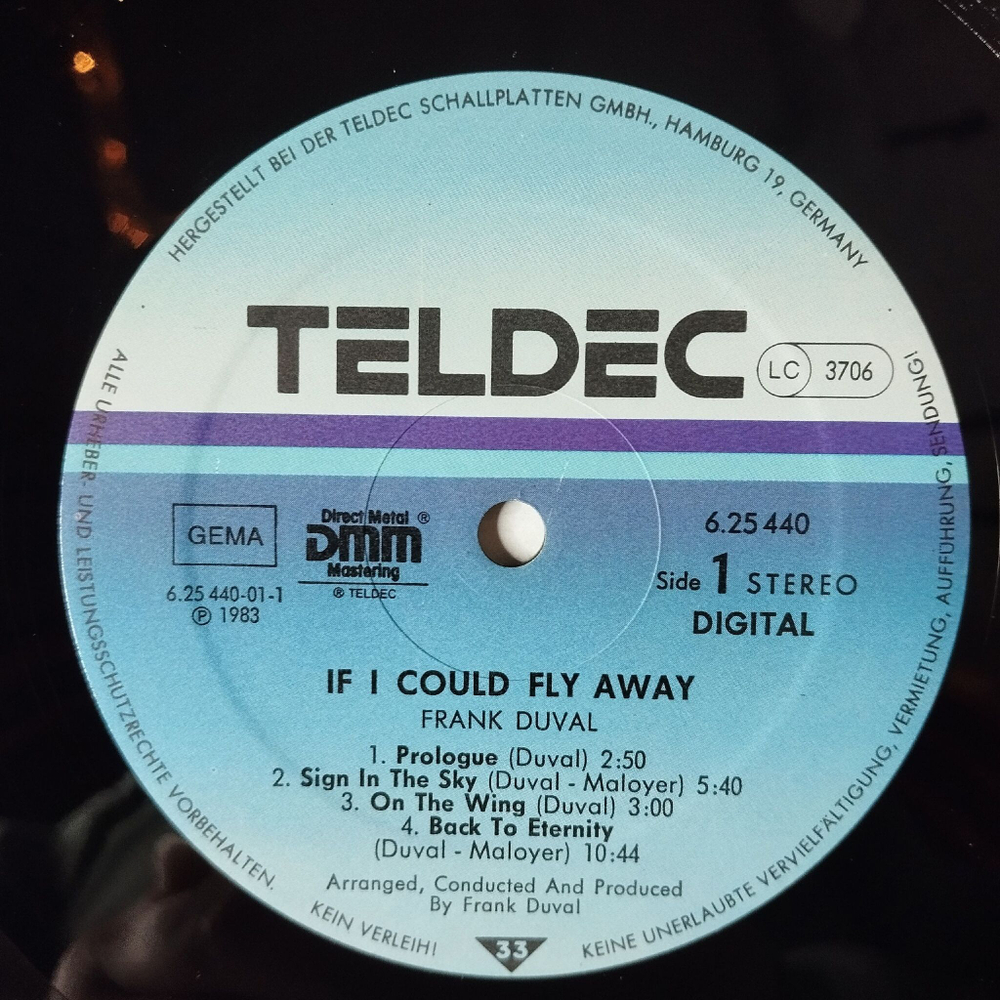 HERGESTELLT BEI DER TELDEC SCHALLPLATTEN GMBH., HAMBURG 19, GERMANY
TELDEC
LC 3706
GEMA
Direct Metal ®
DMM
Mastering
® TELDEC
6.25 440-01-1
℗ 1983
6.25 440
Side 1 STEREO
DIGITAL
IF I COULD FLY AWAY
FRANK DUVAL
1. Prologue (Duval) 2:50
2. Sign In The Sky (Duval - Maloyer) 5:40
3. On The Wing (Duval) 3:00
4. Back To Eternity
(Duval - Maloyer) 10:44
Arranged, Conducted And Produced
By Frank Duval
33
ALLE URHEBER UND LEISTUNGSSCHUTZRECHTE VORBEHALTEN.
KEIN VERLEIH!
KEINE UNERLAUBTE VERVIELFÄLTIGUNG, VERMIETUNG, AUFFÜHRUNG, SENDUNG!